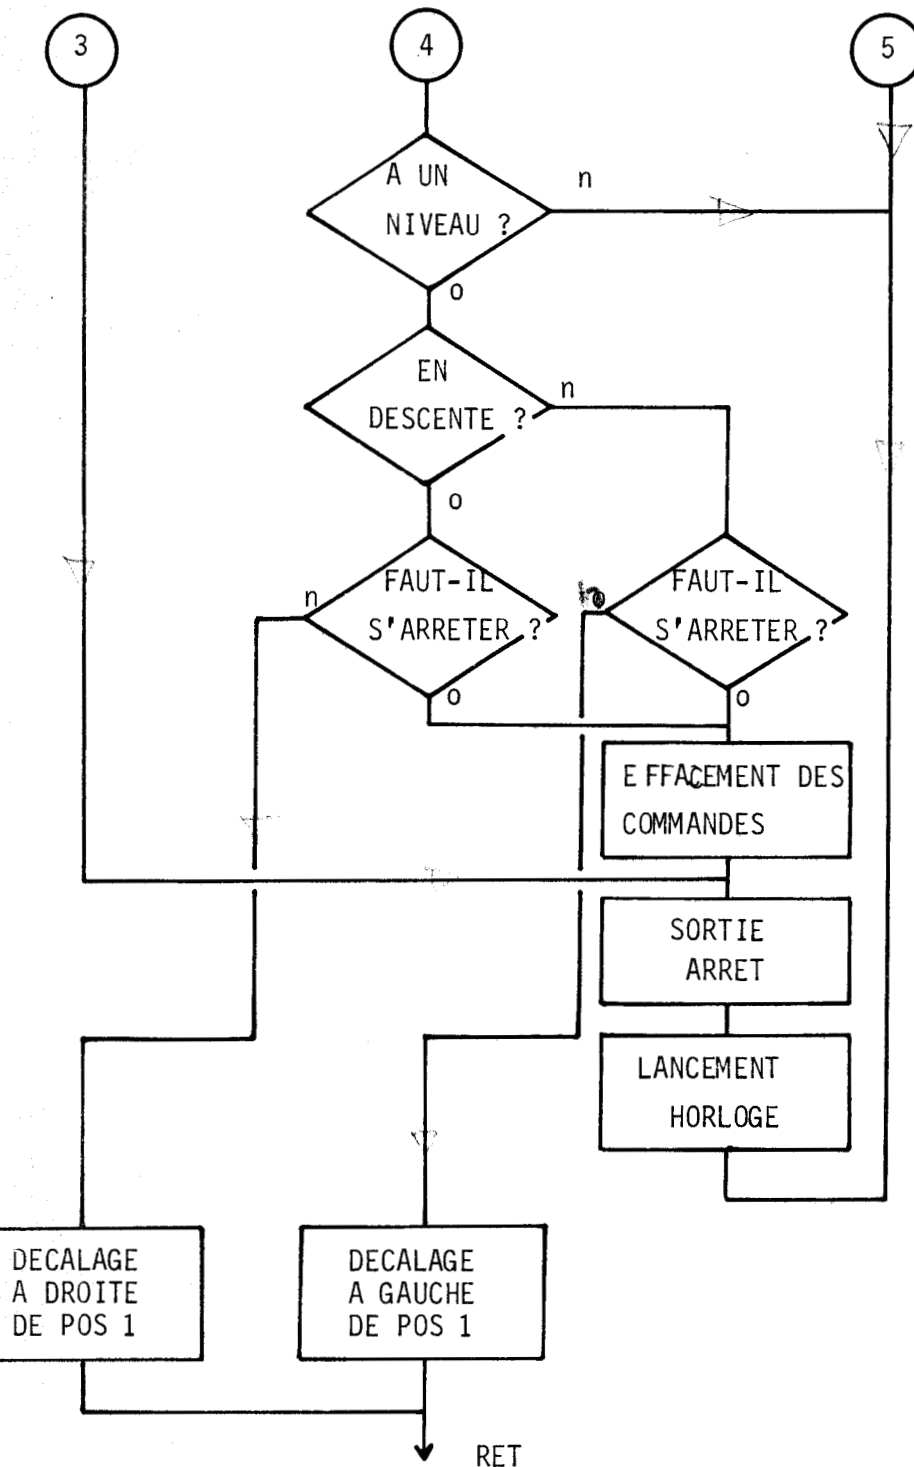 3
4
5
A UN
NIVEAU ?
n
o
EN
DESCENTE ?
n
o
FAUT-IL
S'ARRETER ?
n
o
FAUT-IL
S'ARRETER ?
o
EFFACEMENT DES
COMMANDES
SORTIE
ARRET
LANCEMENT
HORLOGE
DECALAGE
A DROITE
DE POS 1
DECALAGE
A GAUCHE
DE POS 1
RET